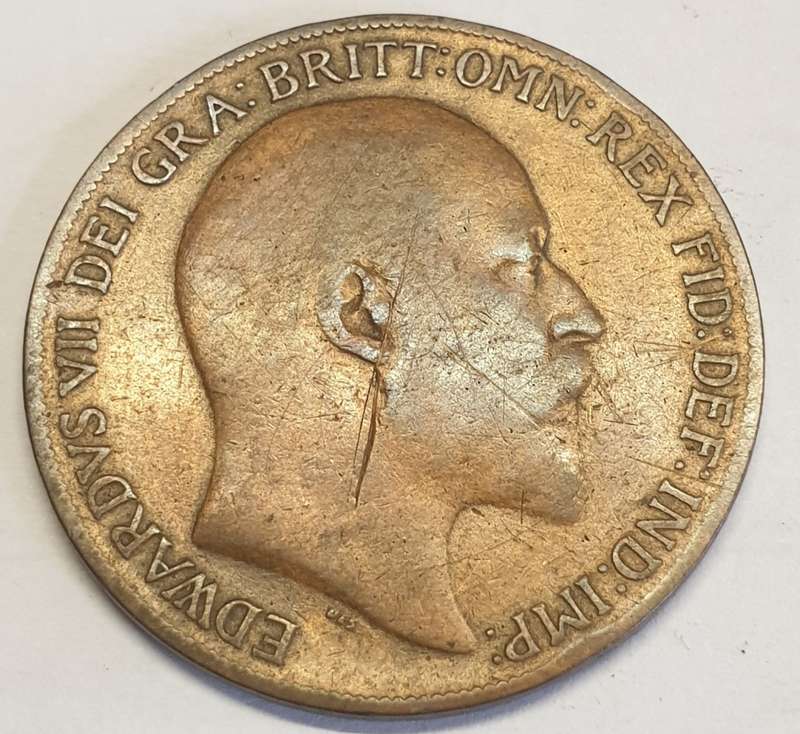 EDWARDVS VII DEI GRA: BRITT: OMN: REX FID: DEF: IND: IMP: